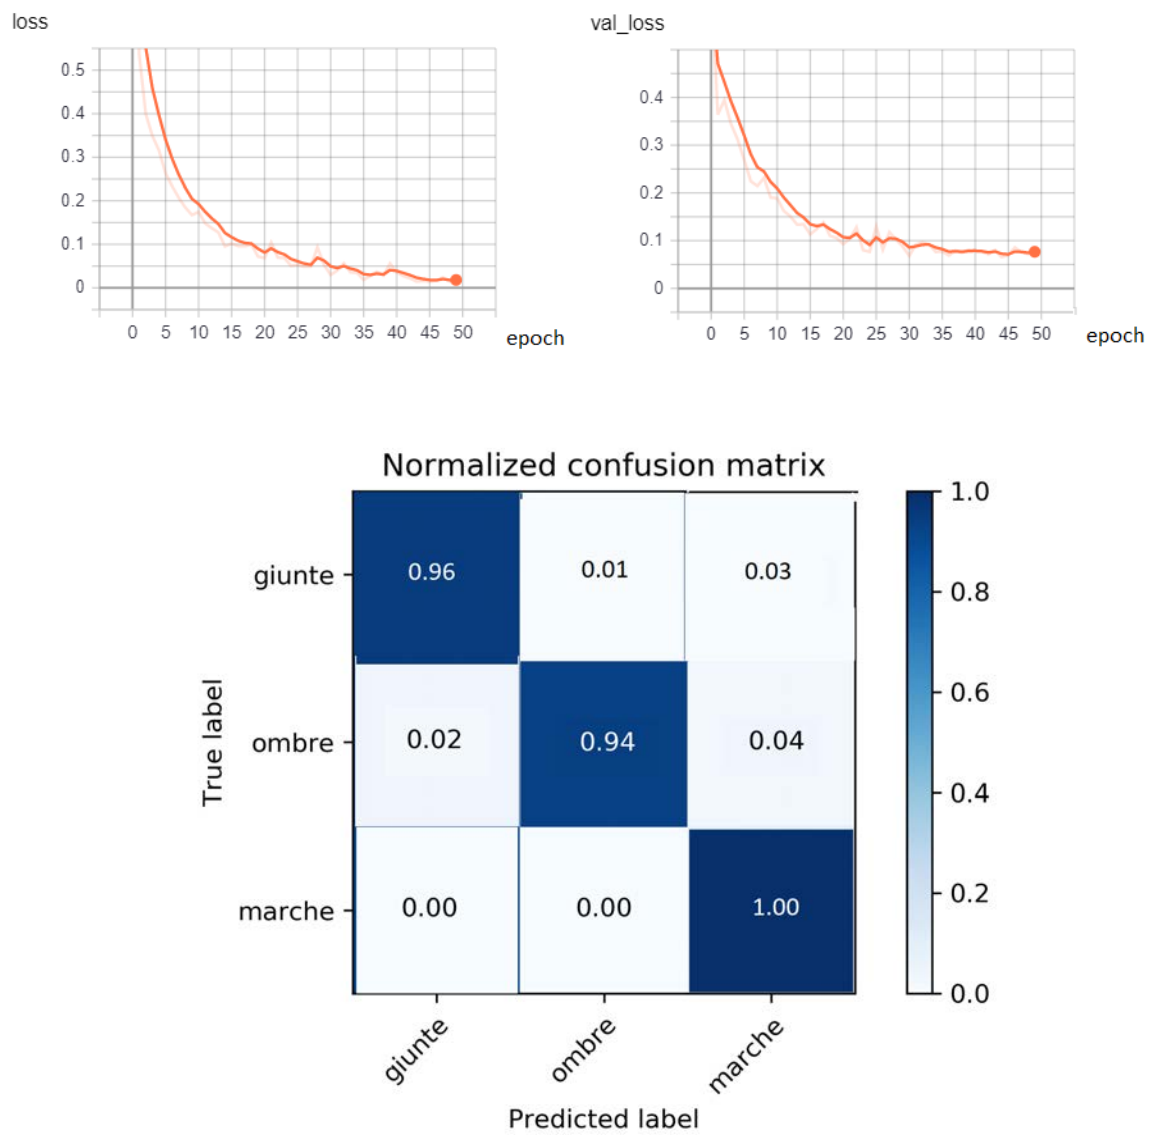 loss
0.5
0.4
0.3
0.2
0.1
0
0 5 10 15 20 25 30 35 40 45 50
epoch
val_loss
0.4
0.3
0.2
0.1
0
0 5 10 15 20 25 30 35 40 45 50
epoch
Normalized confusion matrix
True label
giunte 0.96 0.01 0.03
ombre 0.02 0.94 0.04
marche 0.00 0.00 1.00
giunte ombre marche
Predicted label
1.0
0.8
0.6
0.4
0.2
0.0